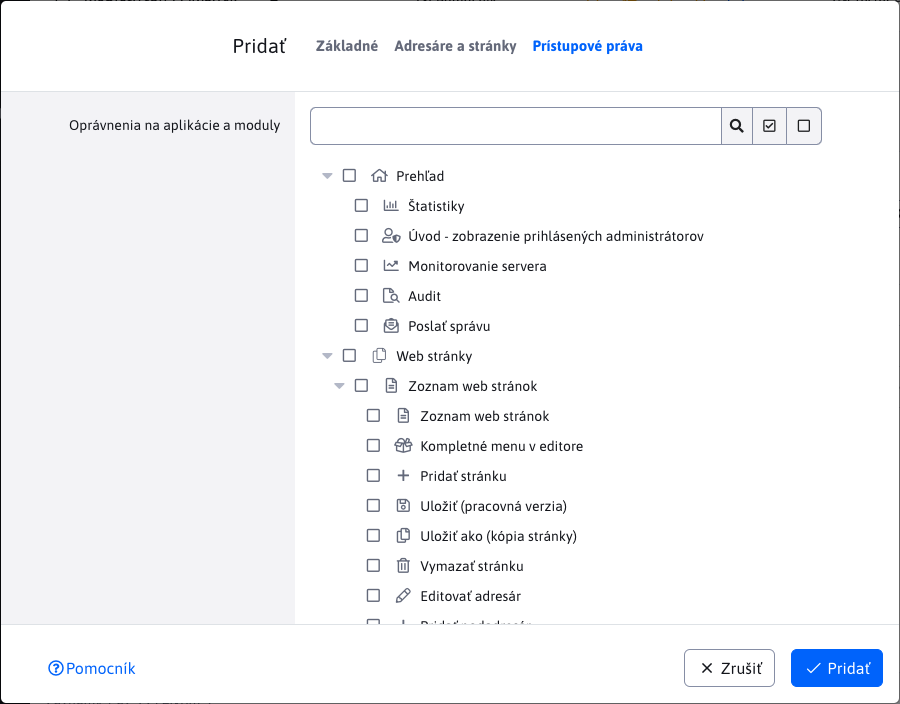 Pridať Základné Adresáre a stránky Prístupové práva
Oprávnenia na aplikácie a moduly
Prehľad
Štatistiky
Úvod - zobrazenie prihlásených administrátorov
Monitorovanie servera
Audit
Poslať správu
Web stránky
Zoznam web stránok
Zoznam web stránok
Kompletné menu v editore
Pridať stránku
Uložiť (pracovná verzia)
Uložiť ako (kópia stránky)
Vymazať stránku
Editovať adresár
Pomocník Zrušiť Pridať